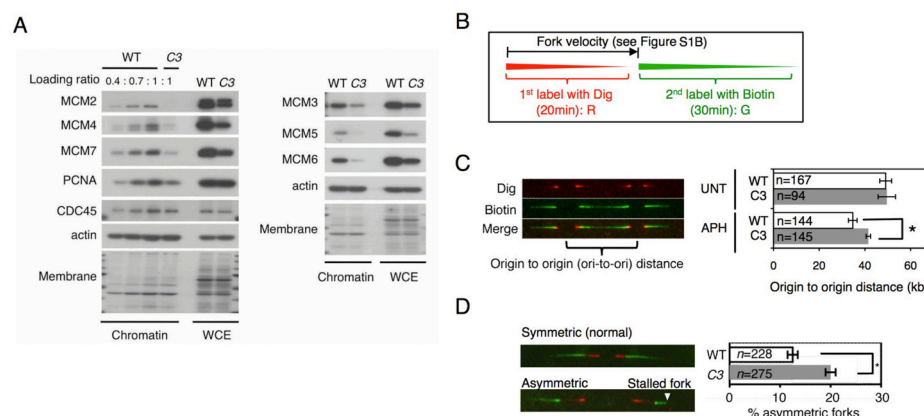 A
WT C3
Loading ratio 0.4 : 0.7 : 1 : 1 WT C3
MCM2
MCM4
MCM7
PCNA
CDC45
actin
Membrane
Chromatin WCE
WT C3 WT C3
MCM3
MCM5
MCM6
actin
Membrane
Chromatin WCE
B
Fork velocity (see Figure S1B)
1st label with Dig
(20min): R
2nd label with Biotin
(30min): G
C
Dig
Biotin
Merge
Origin to origin (ori-to-ori) distance
UNT
WT n=167
C3 n=94
APH
WT n=144
C3 n=145
*
0 20 40 60
Origin to origin distance (kb
D
Symmetric (normal)
Asymmetric Stalled fork
WT n=228
C3 n=275
*
0 10 20 30
% asymmetric forks